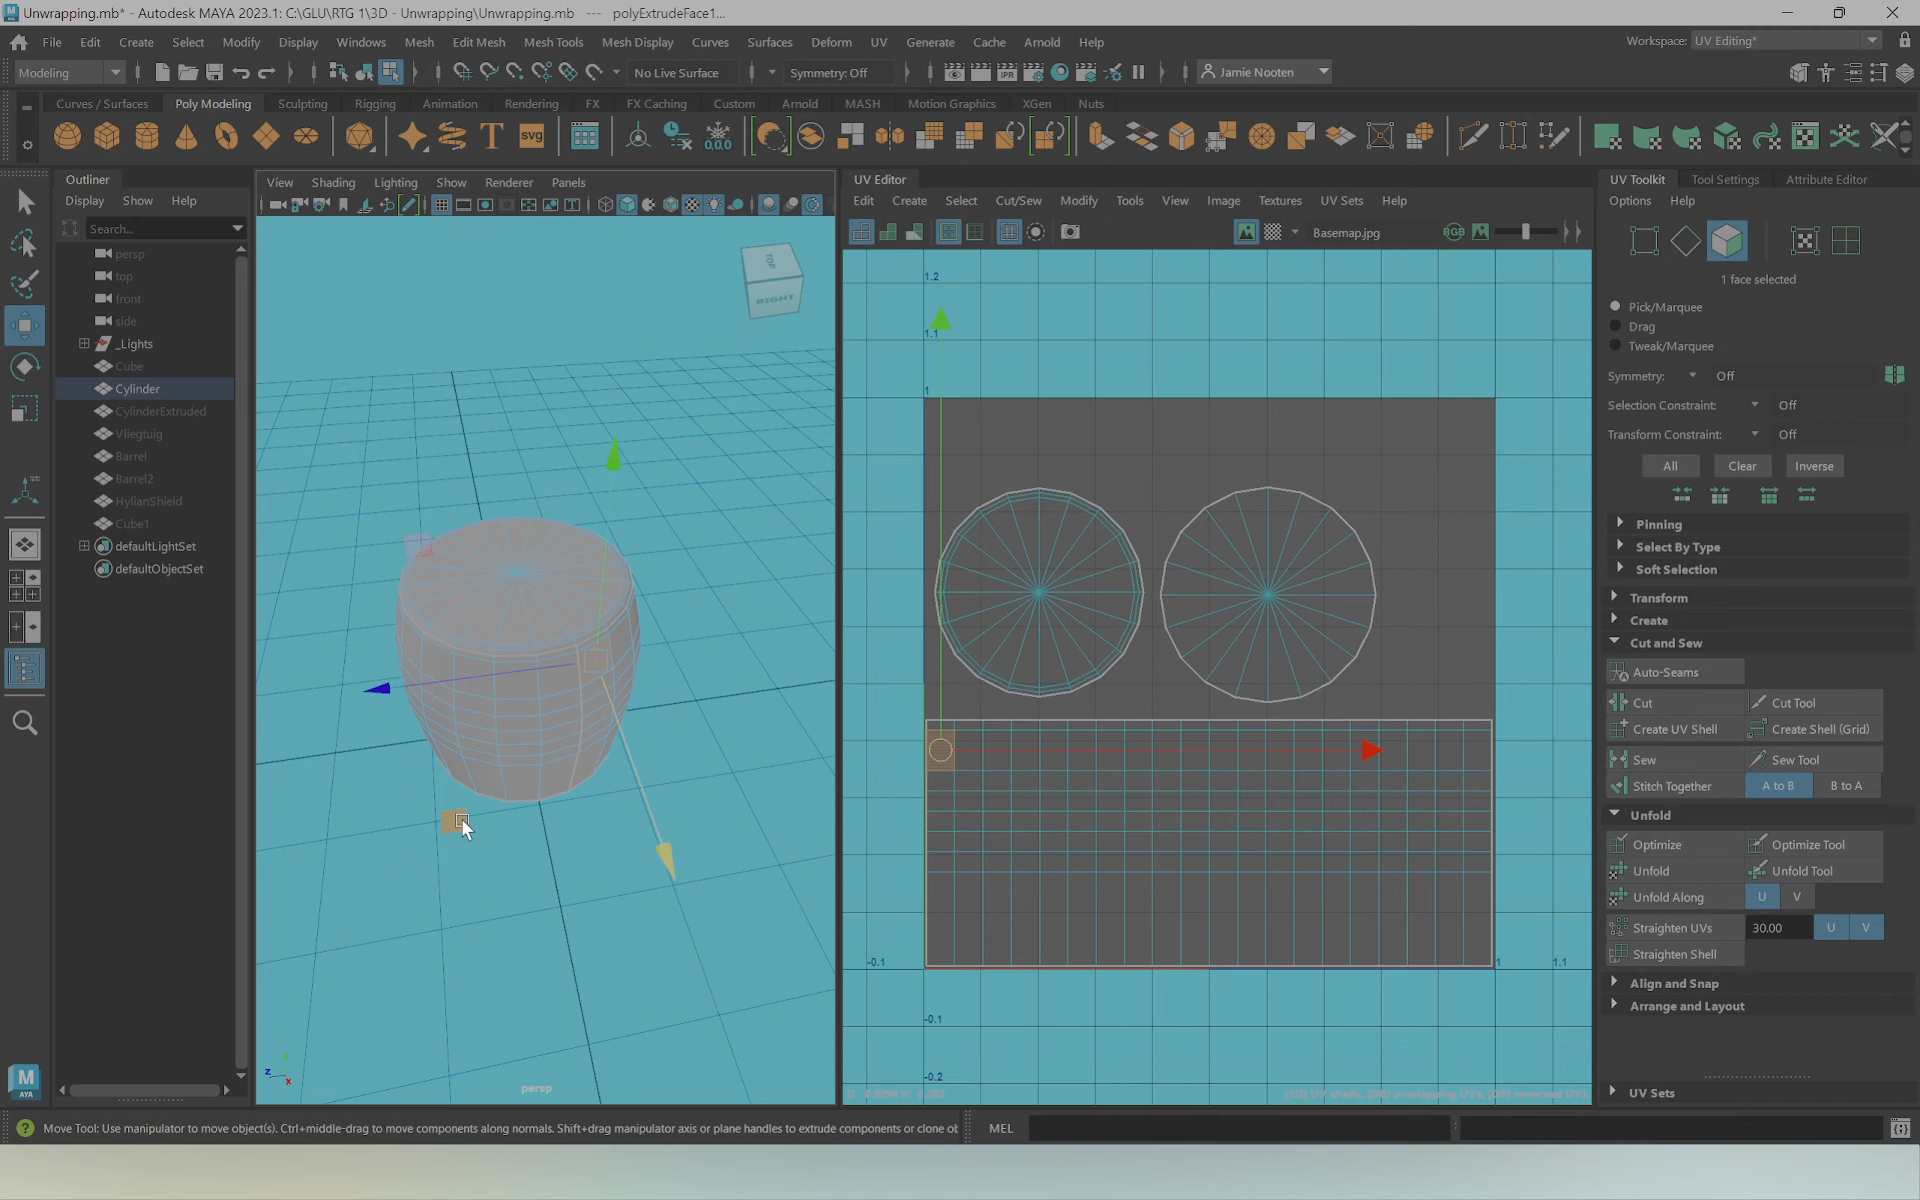 Unwrapping.mb* - Autodesk MAYA 2023.1: C:\GLU\RTG 1\3D - Unwrapping\Unwrapping.mb --- polyExtrudeFace1...
File Edit Create Select Modify Display Windows Mesh Edit Mesh Mesh Tools Mesh Display Curves Surfaces Deform UV Generate Cache Arnold Help
Workspace: UV Editing*
Modeling
No Live Surface
Symmetry: Off
IPR
Jamie Nooten
Curves / Surfaces Poly Modeling Sculpting Rigging Animation Rendering FX FX Caching Custom Arnold MASH Motion Graphics XGen Nuts
T svg
Outliner
Display Show Help
Search...
persp
top
front
side
_Lights
Cube
Cylinder
CylinderExtruded
Vliegtuig
Barrel
Barrel2
HylianShield
Cube1
defaultLightSet
defaultObjectSet
View Shading Lighting Show Renderer Panels
TOP
RIGHT
persp
z
x
UV Editor
Edit Create Select Cut/Sew Modify Tools View Image Textures UV Sets Help
Basemap.jpg
RGB
1.2
1.1
1
-0.1
1
1.1
-0.1
-0.2
UV Toolkit Tool Settings Attribute Editor
Options Help
1 face selected
Pick/Marquee
Drag
Tweak/Marquee
Symmetry: Off
Selection Constraint: Off
Transform Constraint: Off
All Clear Inverse
Pinning
Select By Type
Soft Selection
Transform
Create
Cut and Sew
Auto-Seams
Cut Cut Tool
Create UV Shell Create Shell (Grid)
Sew Sew Tool
Stitch Together A to B B to A
Unfold
Optimize Optimize Tool
Unfold Unfold Tool
Unfold Along U V
Straighten UVs 30.00 U V
Straighten Shell
Align and Snap
Arrange and Layout
UV Sets
M
AYA
Move Tool: Use manipulator to move object(s). Ctrl+middle-drag to move components along normals. Shift+drag manipulator axis or plane handles to extrude components or clone ob
MEL